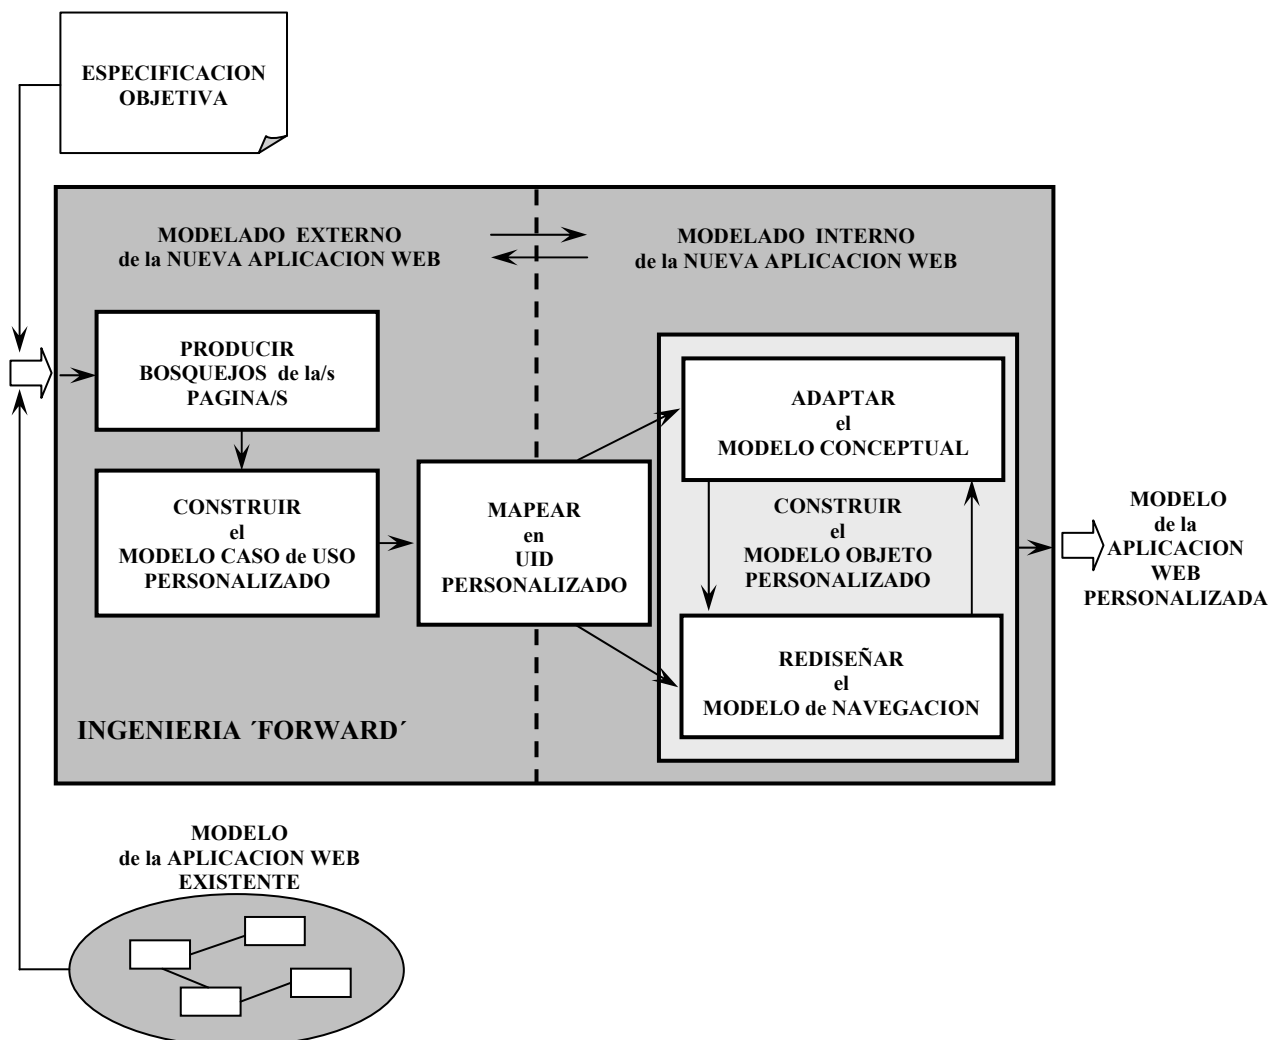 ESPECIFICACION
OBJETIVA
MODELADO EXTERNO
de la NUEVA APLICACION WEB
MODELADO INTERNO
de la NUEVA APLICACION WEB
PRODUCIR
BOSQUEJOS de la/s
PAGINA/S
CONSTRUIR
el
MODELO CASO de USO
PERSONALIZADO
MAPEAR
en
UID
PERSONALIZADO
ADAPTAR
el
MODELO CONCEPTUAL
CONSTRUIR
el
MODELO OBJETO
PERSONALIZADO
REDISEÑAR
el
MODELO de NAVEGACION
INGENIERIA ´FORWARD´
MODELO
de la
APLICACION
WEB
PERSONALIZADA
MODELO
de la APLICACION WEB
EXISTENTE